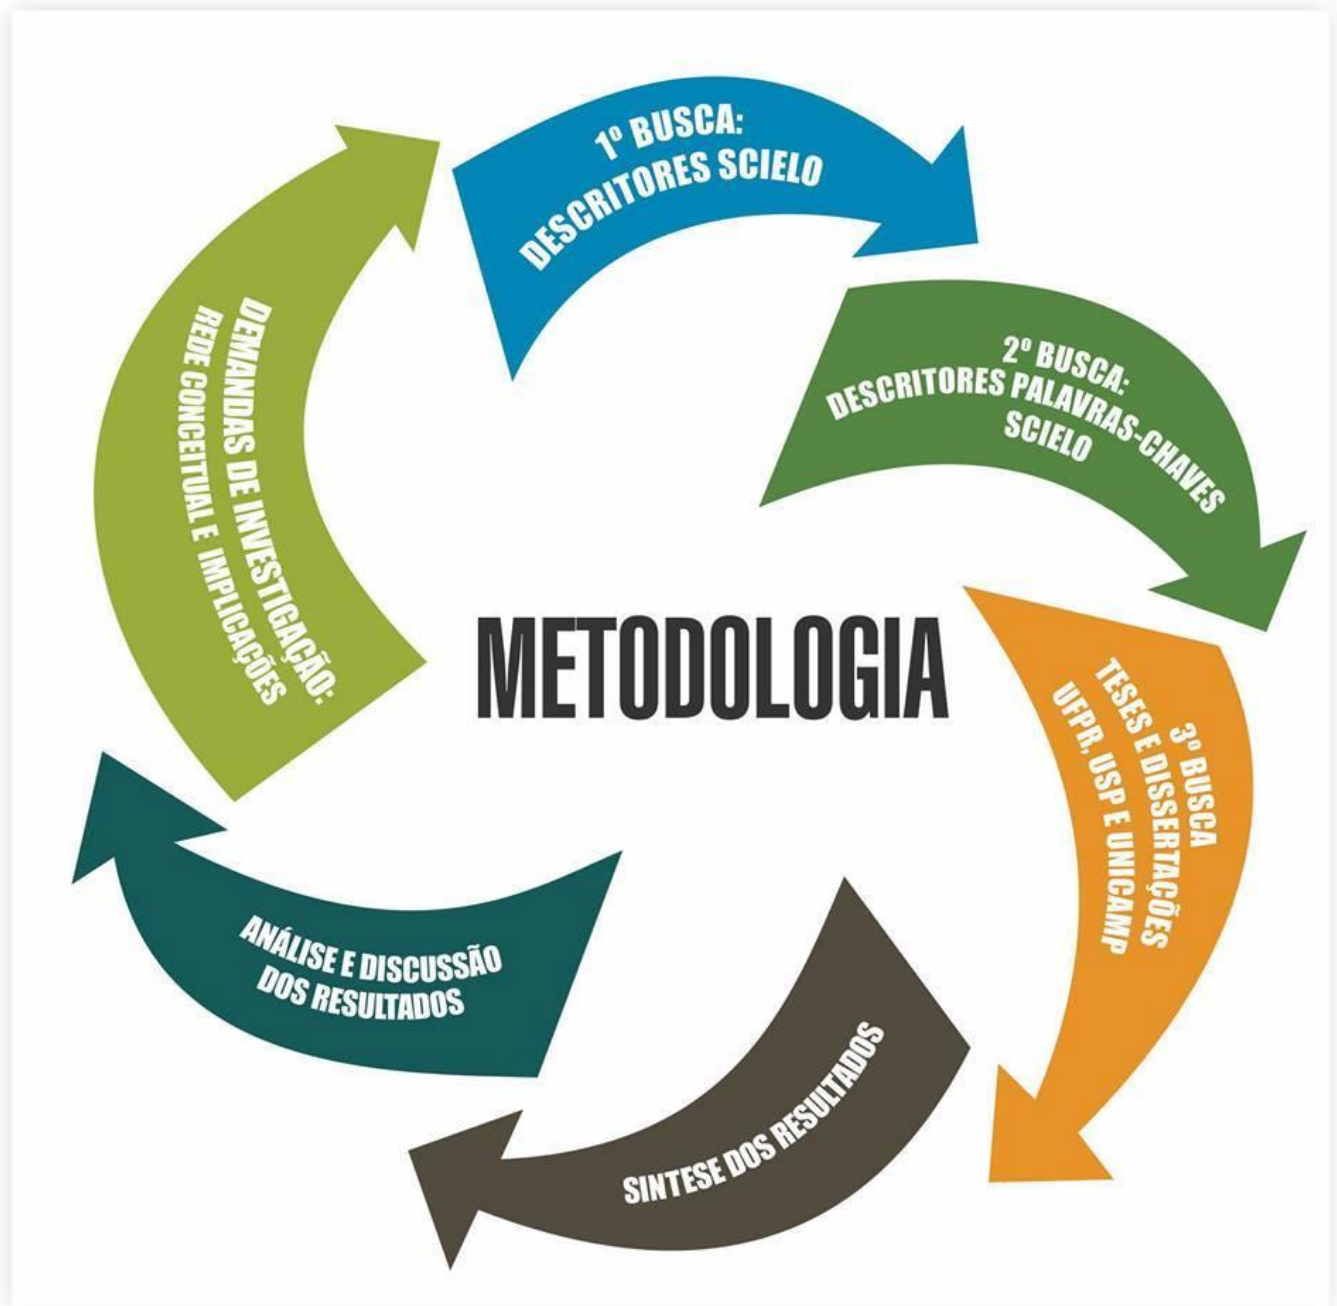 1º BUSCA:
DESCRITORES SCIELO
2º BUSCA:
DESCRITORES PALAVRAS-CHAVES
SCIELO
3º BUSCA
TESES E DISSERTAÇÕES
UFPR, USP E UNICAMP
SINTESE DOS RESULTADOS
ANÁLISE E DISCUSSÃO
DOS RESULTADOS
DEMANDAS DE INVESTIGAÇÃO:
REDE CONCEITUAL E IMPLICAÇÕES
METODOLOGIA